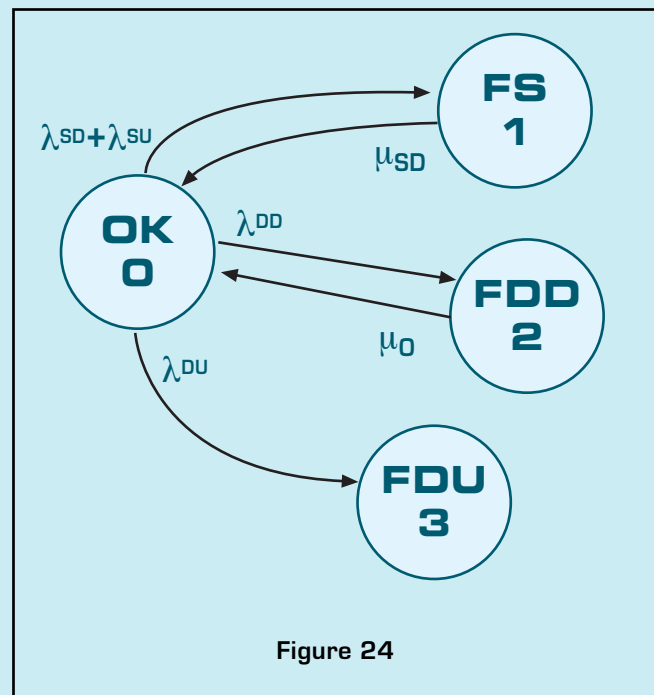 FS
1
λSD+λSU
μSD
OK
0
λDD
FDD
2
μO
λDU
FDU
3
Figure 24